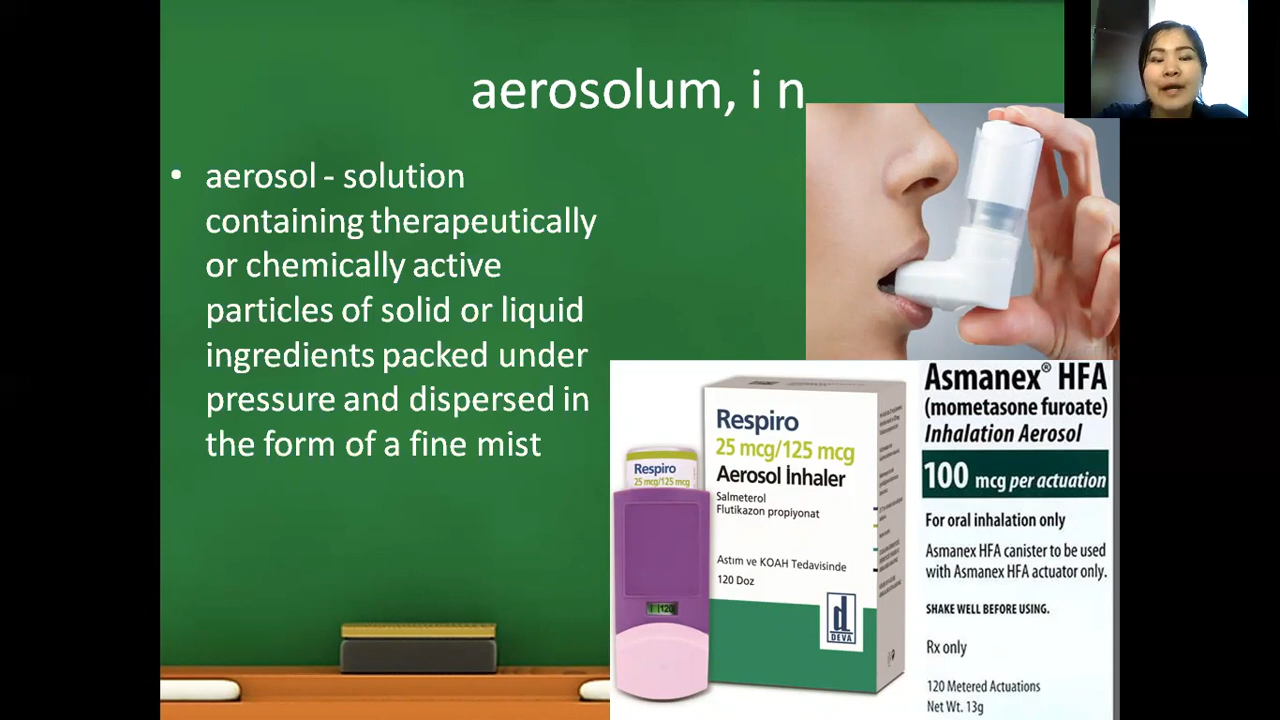 aerosolum, i n
• aerosol - solution
containing therapeutically
or chemically active
particles of solid or liquid
ingredients packed under
pressure and dispersed in
the form of a fine mist
Respiro
25 mcg/125 mcg
Respiro
25 mcg/125 mcg
Aerosol İnhaler
Salmeterol
Flutikazon propiyonat
Astım ve KOAH Tedavisinde
120 Doz
120
d
DEVA
Asmanex® HFA
(mometasone furoate)
Inhalation Aerosol
100 mcg per actuation
For oral inhalation only
Asmanex HFA canister to be used
with Asmanex HFA actuator only.
SHAKE WELL BEFORE USING.
Rx only
120 Metered Actuations
Net Wt. 13g